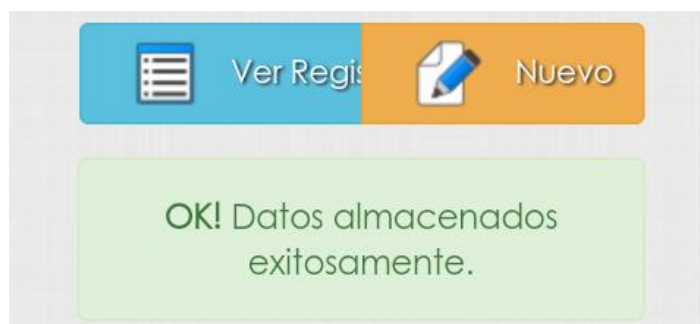 Ver Regis
Nuevo
OK! Datos almacenados
exitosamente.